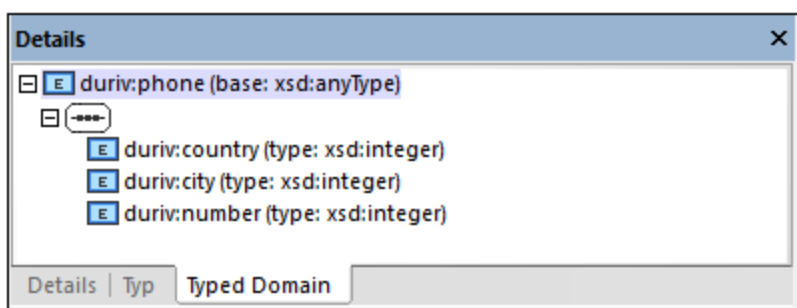 Details
E duriv:phone (base: xsd:anyType)
E duriv:country (type: xsd:integer)
E duriv:city (type: xsd:integer)
E duriv:number (type: xsd:integer)
Details | Typ Typed Domain